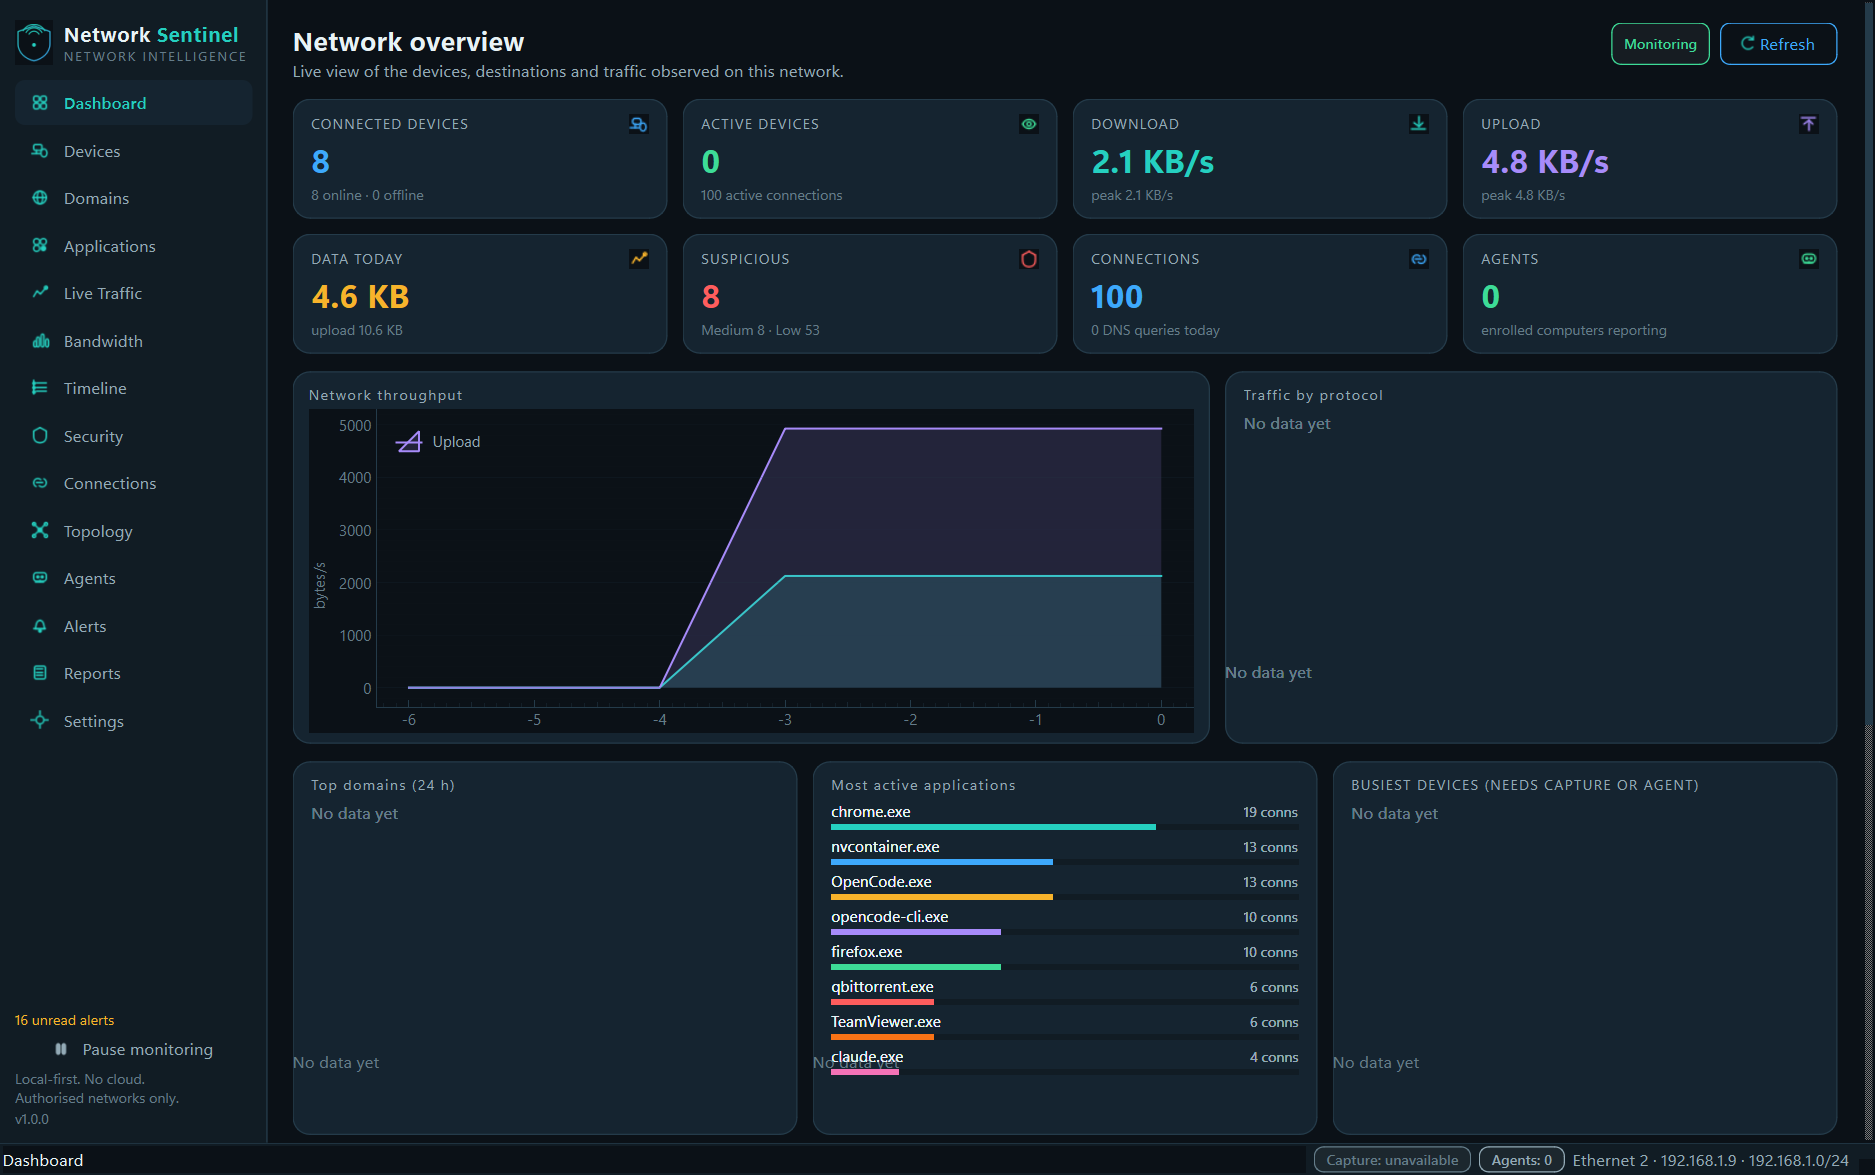 Network Sentinel
NETWORK INTELLIGENCE
Dashboard
Devices
Domains
Applications
Live Traffic
Bandwidth
Timeline
Security
Connections
Topology
Agents
Alerts
Reports
Settings
16 unread alerts
Pause monitoring
Local-first. No cloud.
Authorised networks only.
v1.0.0
Network overview
Live view of the devices, destinations and traffic observed on this network.
Monitoring
Refresh
CONNECTED DEVICES
8
8 online · 0 offline
ACTIVE DEVICES
0
100 active connections
DOWNLOAD
2.1 KB/s
peak 2.1 KB/s
UPLOAD
4.8 KB/s
peak 4.8 KB/s
DATA TODAY
4.6 KB
upload 10.6 KB
SUSPICIOUS
8
Medium 8 · Low 53
CONNECTIONS
100
0 DNS queries today
AGENTS
0
enrolled computers reporting
Network throughput
Upload
bytes/s
5000
4000
3000
2000
1000
0
-6 -5 -4 -3 -2 -1 0
Traffic by protocol
No data yet
No data yet
Top domains (24 h)
No data yet
No data yet
Most active applications
chrome.exe 19 conns
nvcontainer.exe 13 conns
OpenCode.exe 13 conns
opencode-cli.exe 10 conns
firefox.exe 10 conns
qbittorrent.exe 6 conns
TeamViewer.exe 6 conns
claude.exe 4 conns
No data yet
BUSIEST DEVICES (NEEDS CAPTURE OR AGENT)
No data yet
No data yet
Dashboard
Capture: unavailable
Agents: 0
Ethernet 2 · 192.168.1.9 · 192.168.1.0/24